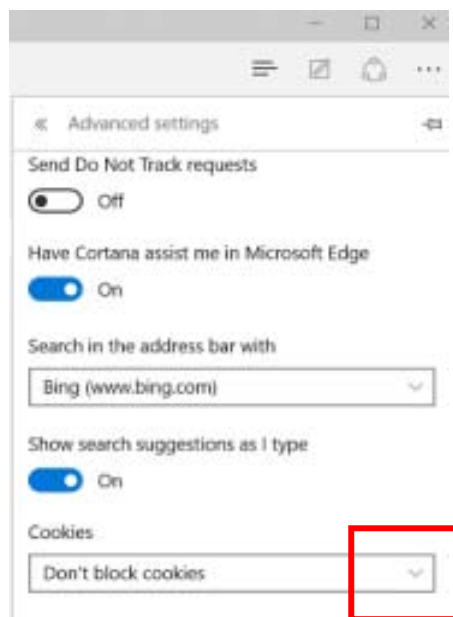 « Advanced settings
Send Do Not Track requests
Off
Have Cortana assist me in Microsoft Edge
On
Search in the address bar with
Bing (www.bing.com)
Show search suggestions as I type
On
Cookies
Don't block cookies